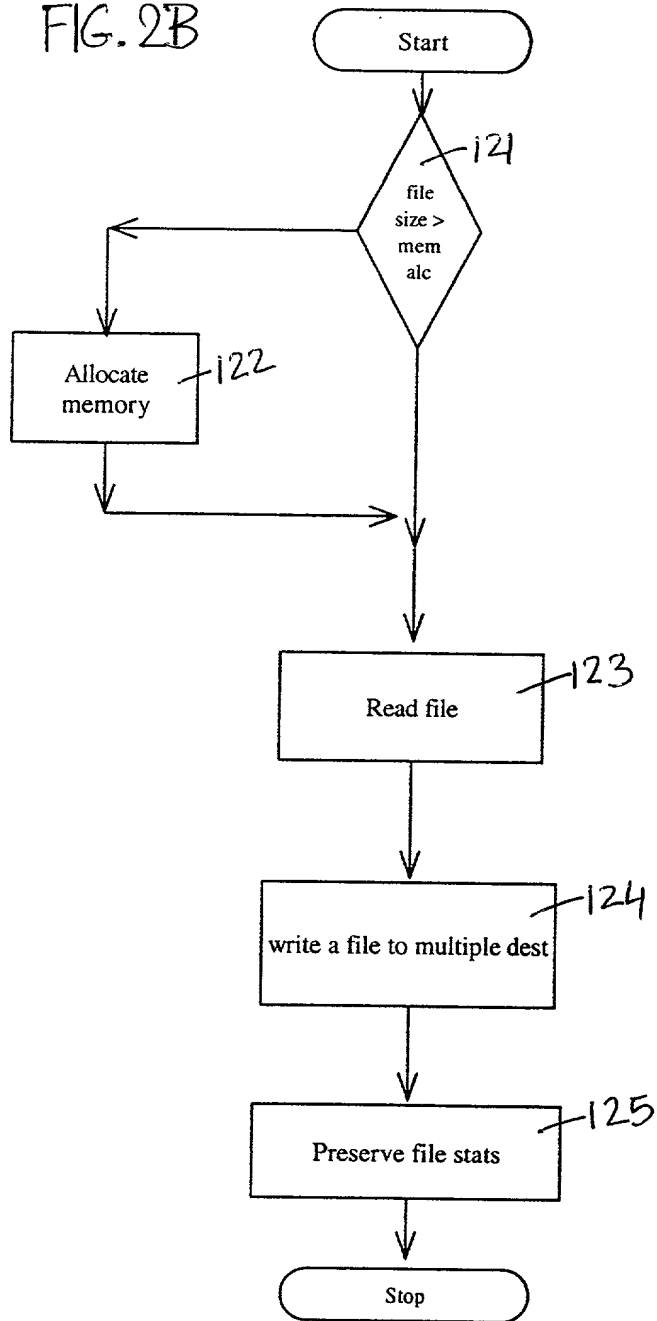 FIG. 2B
Start
121
file
size >
mem
alc
Allocate
memory
122
Read file
123
write a file to multiple dest
124
Preserve file stats
125
Stop